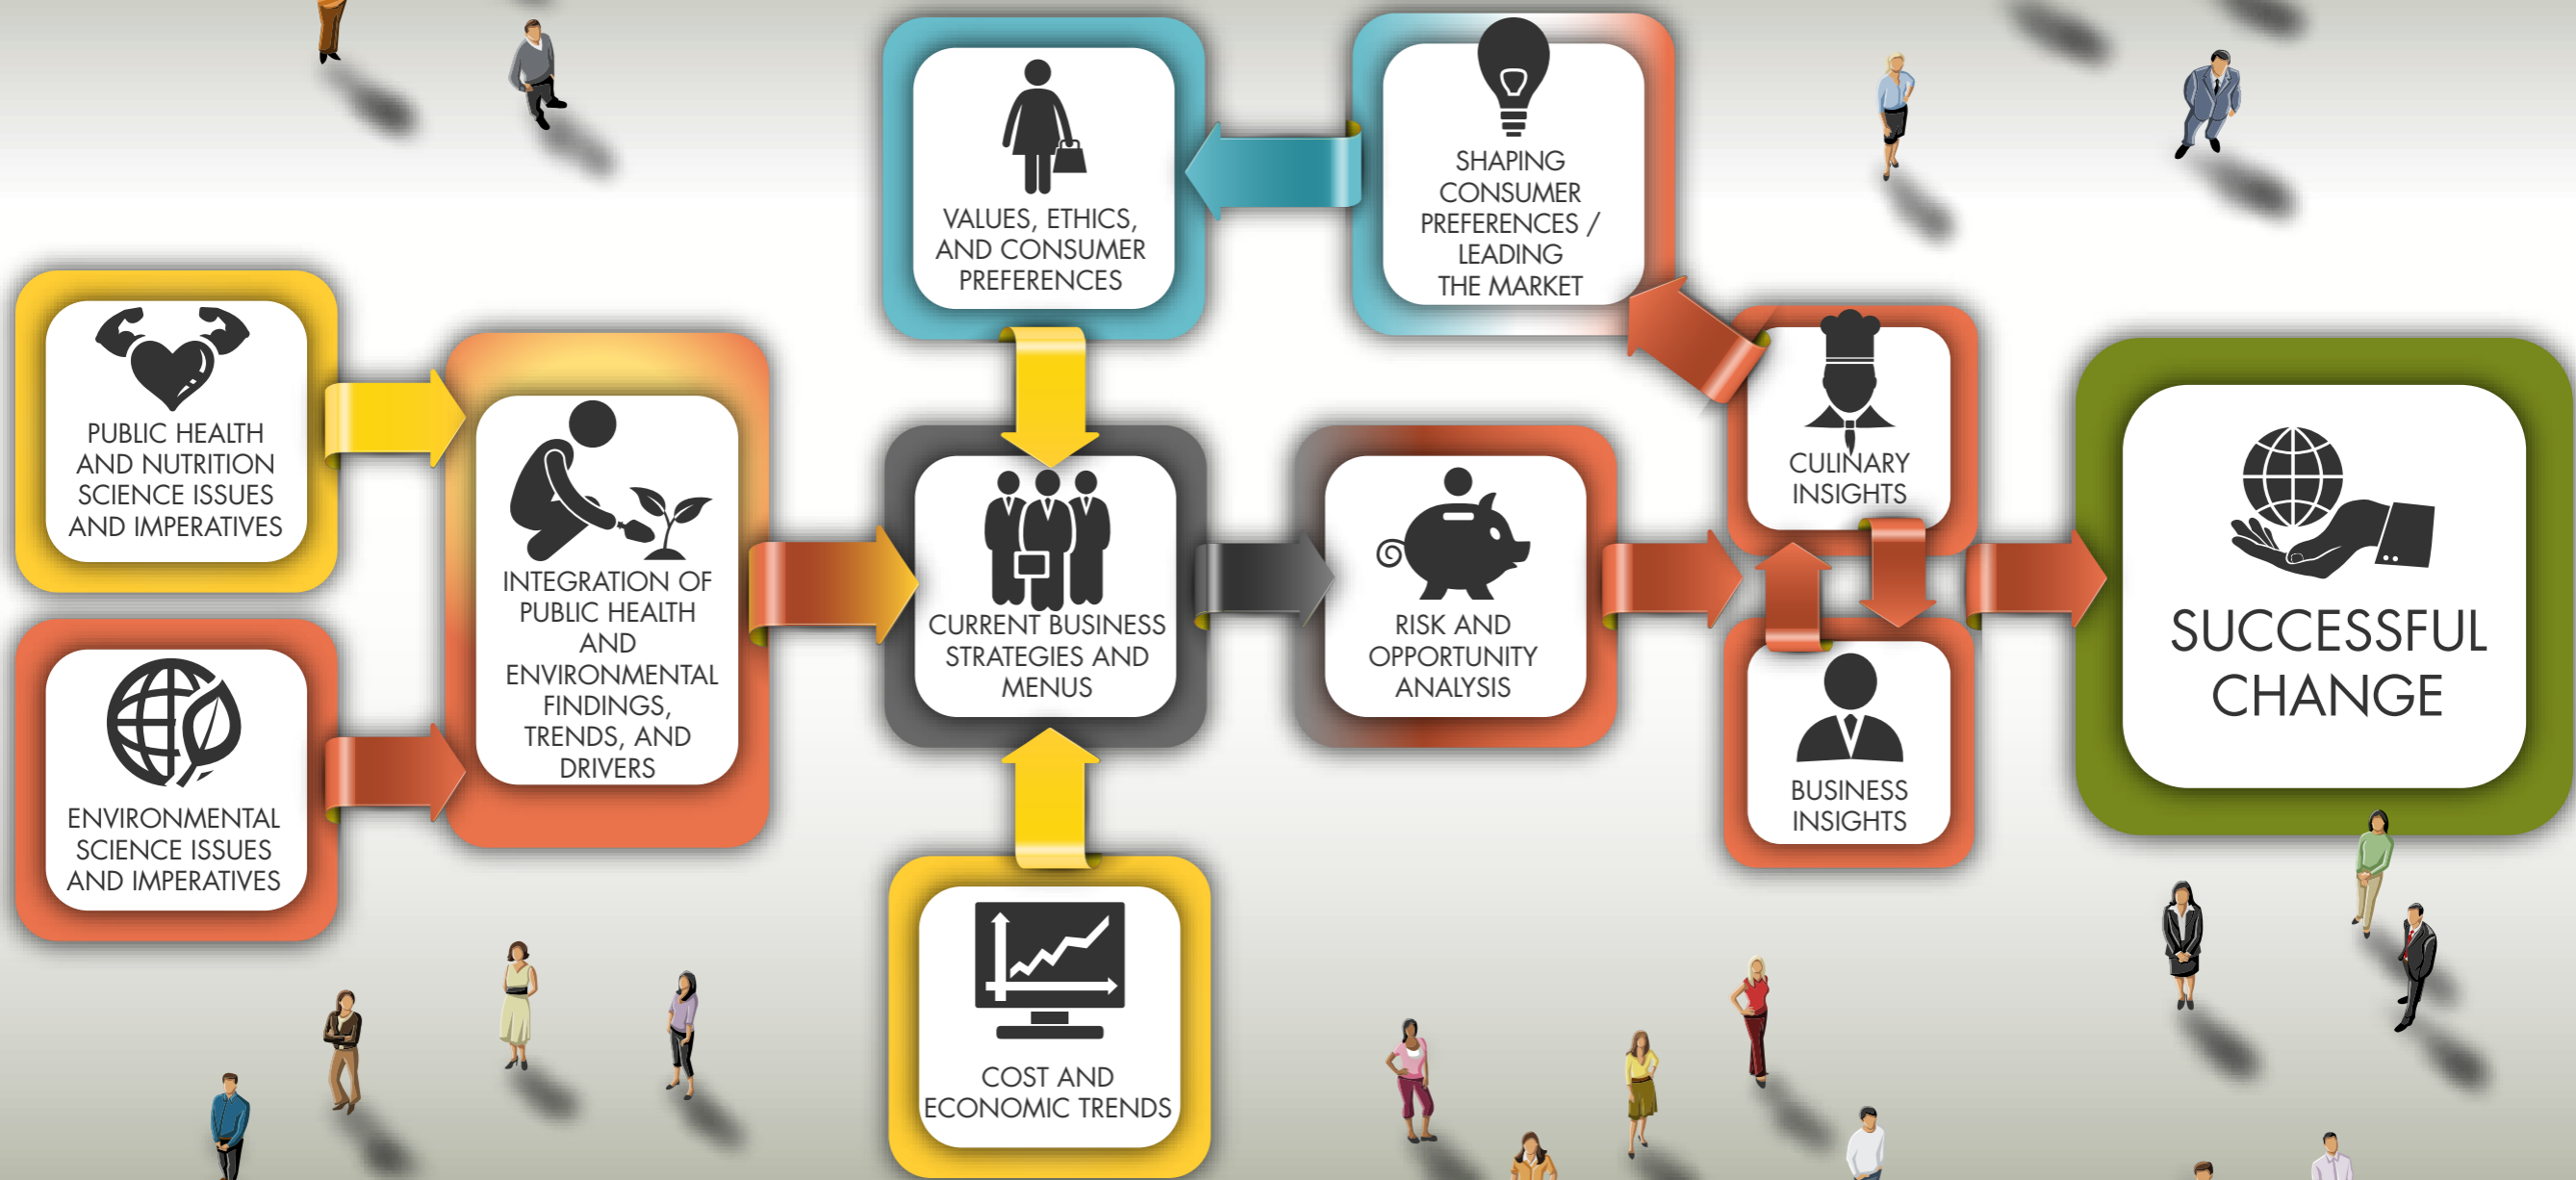 PUBLIC HEALTH
AND NUTRITION
SCIENCE ISSUES
AND IMPERATIVES
ENVIRONMENTAL
SCIENCE ISSUES
AND IMPERATIVES
INTEGRATION OF
PUBLIC HEALTH
AND
ENVIRONMENTAL
FINDINGS,
TRENDS, AND
DRIVERS
VALUES, ETHICS,
AND CONSUMER
PREFERENCES
CURRENT BUSINESS
STRATEGIES AND
MENUS
COST AND
ECONOMIC TRENDS
SHAPING
CONSUMER
PREFERENCES /
LEADING
THE MARKET
RISK AND
OPPORTUNITY
ANALYSIS
CULINARY
INSIGHTS
BUSINESS
INSIGHTS
SUCCESSFUL
CHANGE